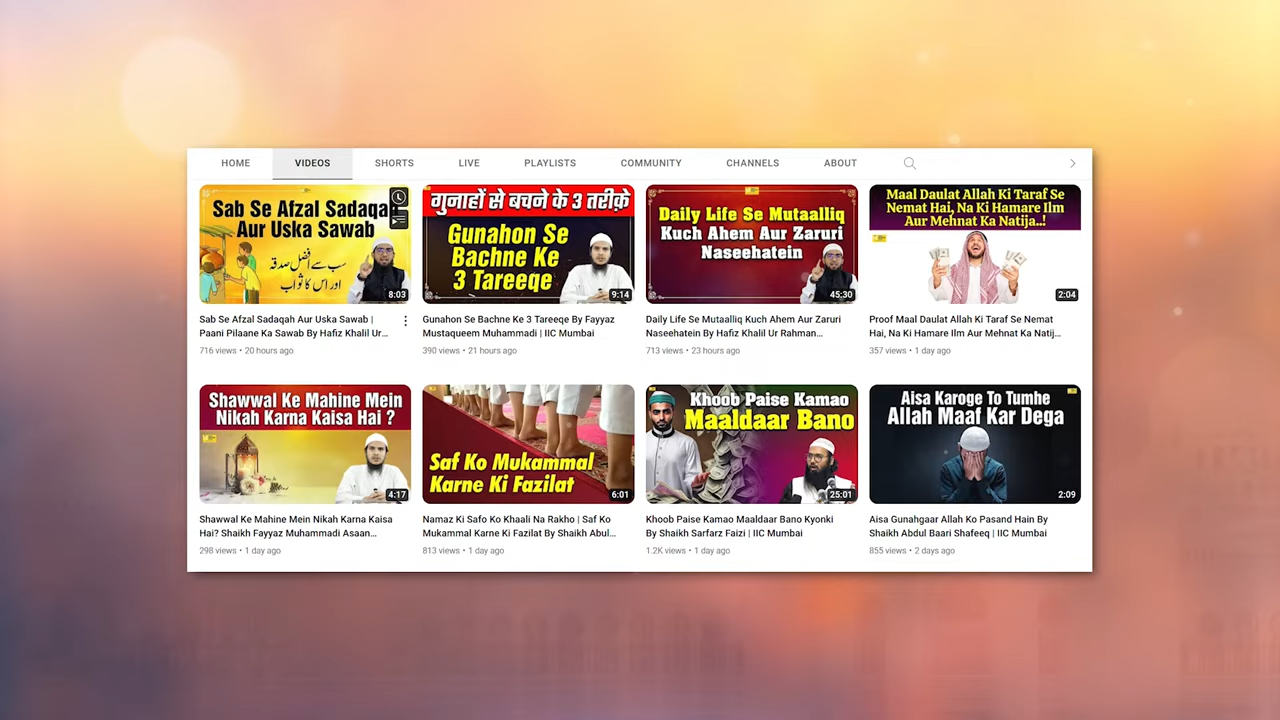 HOME
VIDEOS
SHORTS
LIVE
PLAYLISTS
COMMUNITY
CHANNELS
ABOUT
Sab Se Afzal Sadaqa
Aur Uska Sawab
سب سے افضل صدقہ
اور اس کا ثواب
8:03
Sab Se Afzal Sadaqah Aur Uska Sawab |
Paani Pilaane Ka Sawab By Hafiz Khalil Ur...
716 views • 20 hours ago
गुनाहों से बचने के 3 तरीक़े
Gunahon Se
Bachne Ke
3 Tareeqe
9:14
Gunahon Se Bachne Ke 3 Tareeqe By Fayyaz
Mustaqueem Muhammadi | IIC Mumbai
390 views • 21 hours ago
Daily Life Se Mutaalliq
Kuch Ahem Aur Zaruri
Naseehatein
45:30
Daily Life Se Mutaalliq Kuch Ahem Aur Zaruri
Naseehatein By Hafiz Khalil Ur Rahman...
713 views • 23 hours ago
Maal Daulat Allah Ki Taraf Se
Nemat Hai, Na Ki Hamare Ilm
Aur Mehnat Ka Natija..!
2:04
Proof Maal Daulat Allah Ki Taraf Se Nemat
Hai, Na Ki Hamare Ilm Aur Mehnat Ka Natij...
357 views • 1 day ago
Shawwal Ke Mahine Mein
Nikah Karna Kaisa Hai ?
4:17
Shawwal Ke Mahine Mein Nikah Karna Kaisa
Hai? Shaikh Fayyaz Muhammadi Asaan...
298 views • 1 day ago
Saf Ko Mukammal
Karne Ki Fazilat
6:01
Namaz Ki Safo Ko Khaali Na Rakho | Saf Ko
Mukammal Karne Ki Fazilat By Shaikh Abul...
813 views • 1 day ago
Khoob Paise Kamao
Maaldaar Bano
25:01
Khoob Paise Kamao Maaldaar Bano Kyonki
By Shaikh Sarfarz Faizi | IIC Mumbai
1.2K views • 1 day ago
Aisa Karoge To Tumhe
Allah Maaf Kar Dega
2:09
Aisa Gunahgaar Allah Ko Pasand Hain By
Shaikh Abdul Baari Shafeeq | IIC Mumbai
855 views • 2 days ago